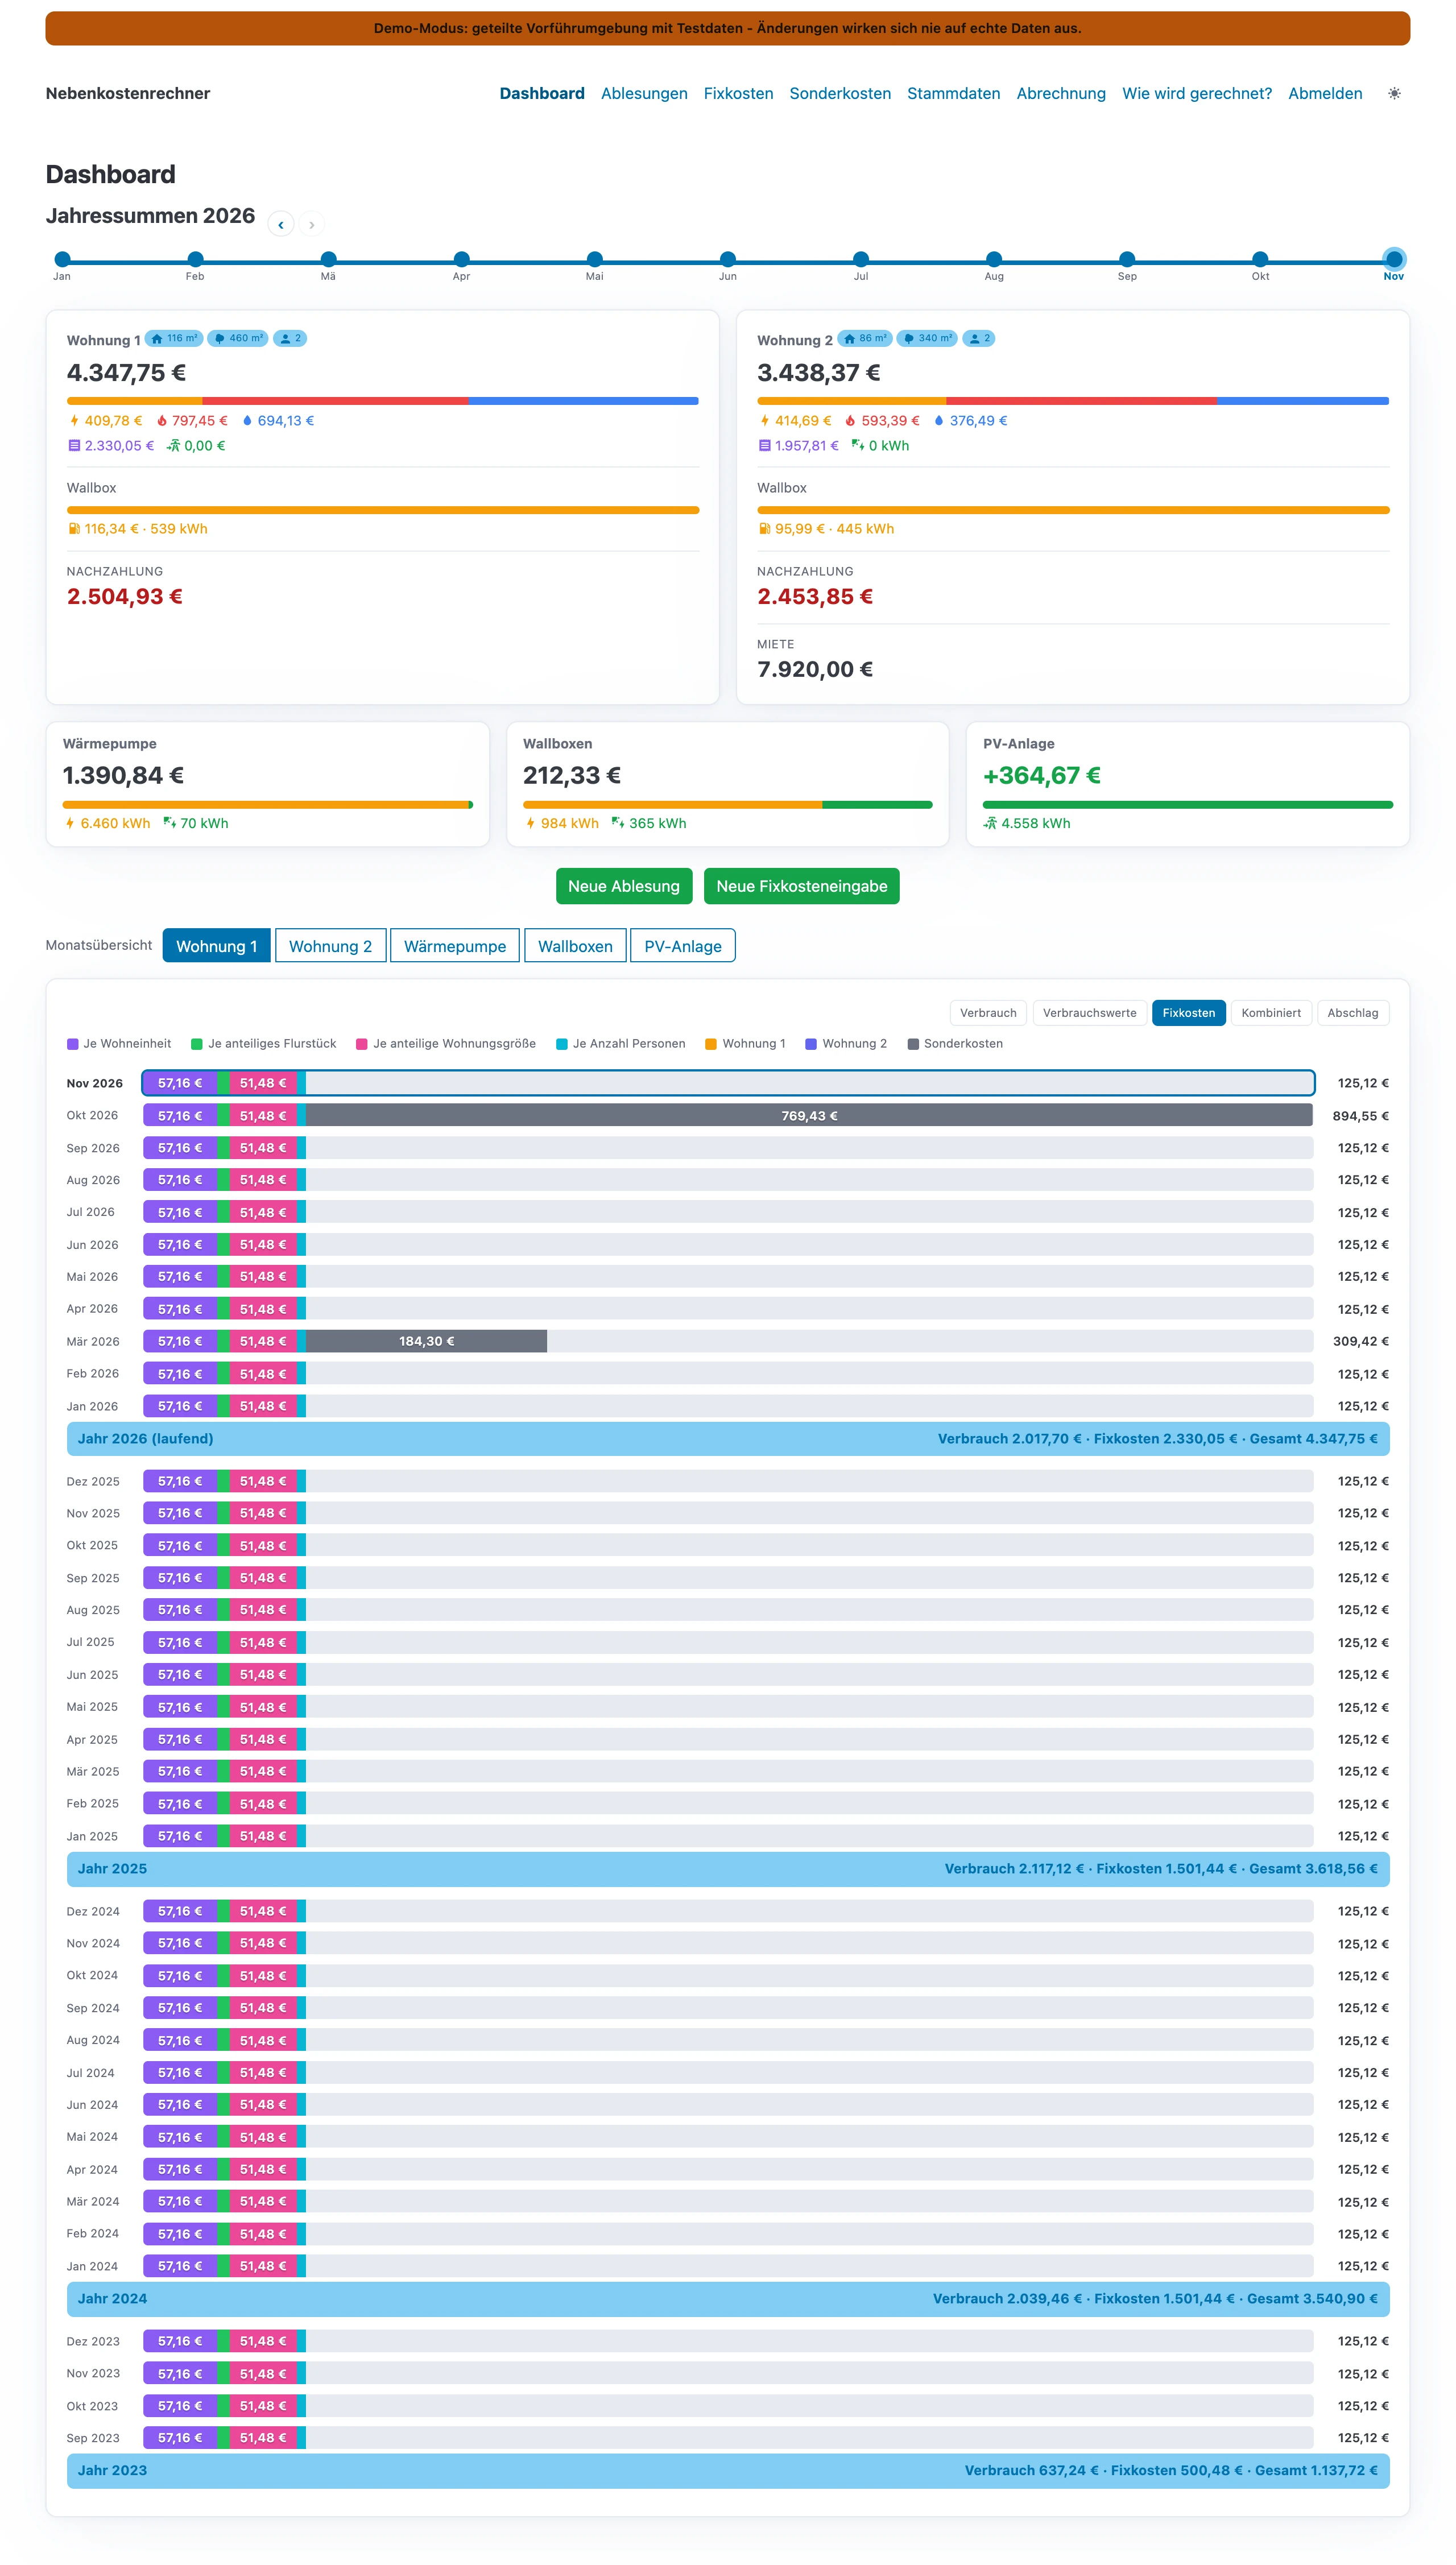 Demo-Modus: geteilte Vorführumgebung mit Testdaten - Änderungen wirken sich nie auf echte Daten aus.
Nebenkostenrechner
Dashboard Ablesungen Fixkosten Sonderkosten Stammdaten Abrechnung Wie wird gerechnet? Abmelden
Dashboard
Jahressummen 2026 ‹ ›
Jan Feb Mä Apr Mai Jun Jul Aug Sep Okt Nov
Wohnung 1 116 m² 460 m² 2
4.347,75 €
409,78 € 797,45 € 694,13 €
2.330,05 € 0,00 €
Wallbox
116,34 € · 539 kWh
NACHZAHLUNG
2.504,93 €
Wohnung 2 86 m² 340 m² 2
3.438,37 €
414,69 € 593,39 € 376,49 €
1.957,81 € 0 kWh
Wallbox
95,99 € · 445 kWh
NACHZAHLUNG
2.453,85 €
MIETE
7.920,00 €
Wärmepumpe
1.390,84 €
6.460 kWh 70 kWh
Wallboxen
212,33 €
984 kWh 365 kWh
PV-Anlage
+364,67 €
4.558 kWh
Neue Ablesung Neue Fixkosteneingabe
Monatsübersicht Wohnung 1 Wohnung 2 Wärmepumpe Wallboxen PV-Anlage
Verbrauch Verbrauchswerte Fixkosten Kombiniert Abschlag
Je Wohneinheit Je anteiliges Flurstück Je anteilige Wohnungsgröße Je Anzahl Personen Wohnung 1 Wohnung 2 Sonderkosten
Nov 2026 57,16 € 51,48 € 125,12 €
Okt 2026 57,16 € 51,48 € 769,43 € 894,55 €
Sep 2026 57,16 € 51,48 € 125,12 €
Aug 2026 57,16 € 51,48 € 125,12 €
Jul 2026 57,16 € 51,48 € 125,12 €
Jun 2026 57,16 € 51,48 € 125,12 €
Mai 2026 57,16 € 51,48 € 125,12 €
Apr 2026 57,16 € 51,48 € 125,12 €
Mär 2026 57,16 € 51,48 € 184,30 € 309,42 €
Feb 2026 57,16 € 51,48 € 125,12 €
Jan 2026 57,16 € 51,48 € 125,12 €
Jahr 2026 (laufend) Verbrauch 2.017,70 € · Fixkosten 2.330,05 € · Gesamt 4.347,75 €
Dez 2025 57,16 € 51,48 € 125,12 €
Nov 2025 57,16 € 51,48 € 125,12 €
Okt 2025 57,16 € 51,48 € 125,12 €
Sep 2025 57,16 € 51,48 € 125,12 €
Aug 2025 57,16 € 51,48 € 125,12 €
Jul 2025 57,16 € 51,48 € 125,12 €
Jun 2025 57,16 € 51,48 € 125,12 €
Mai 2025 57,16 € 51,48 € 125,12 €
Apr 2025 57,16 € 51,48 € 125,12 €
Mär 2025 57,16 € 51,48 € 125,12 €
Feb 2025 57,16 € 51,48 € 125,12 €
Jan 2025 57,16 € 51,48 € 125,12 €
Jahr 2025 Verbrauch 2.117,12 € · Fixkosten 1.501,44 € · Gesamt 3.618,56 €
Dez 2024 57,16 € 51,48 € 125,12 €
Nov 2024 57,16 € 51,48 € 125,12 €
Okt 2024 57,16 € 51,48 € 125,12 €
Sep 2024 57,16 € 51,48 € 125,12 €
Aug 2024 57,16 € 51,48 € 125,12 €
Jul 2024 57,16 € 51,48 € 125,12 €
Jun 2024 57,16 € 51,48 € 125,12 €
Mai 2024 57,16 € 51,48 € 125,12 €
Apr 2024 57,16 € 51,48 € 125,12 €
Mär 2024 57,16 € 51,48 € 125,12 €
Feb 2024 57,16 € 51,48 € 125,12 €
Jan 2024 57,16 € 51,48 € 125,12 €
Jahr 2024 Verbrauch 2.039,46 € · Fixkosten 1.501,44 € · Gesamt 3.540,90 €
Dez 2023 57,16 € 51,48 € 125,12 €
Nov 2023 57,16 € 51,48 € 125,12 €
Okt 2023 57,16 € 51,48 € 125,12 €
Sep 2023 57,16 € 51,48 € 125,12 €
Jahr 2023 Verbrauch 637,24 € · Fixkosten 500,48 € · Gesamt 1.137,72 €